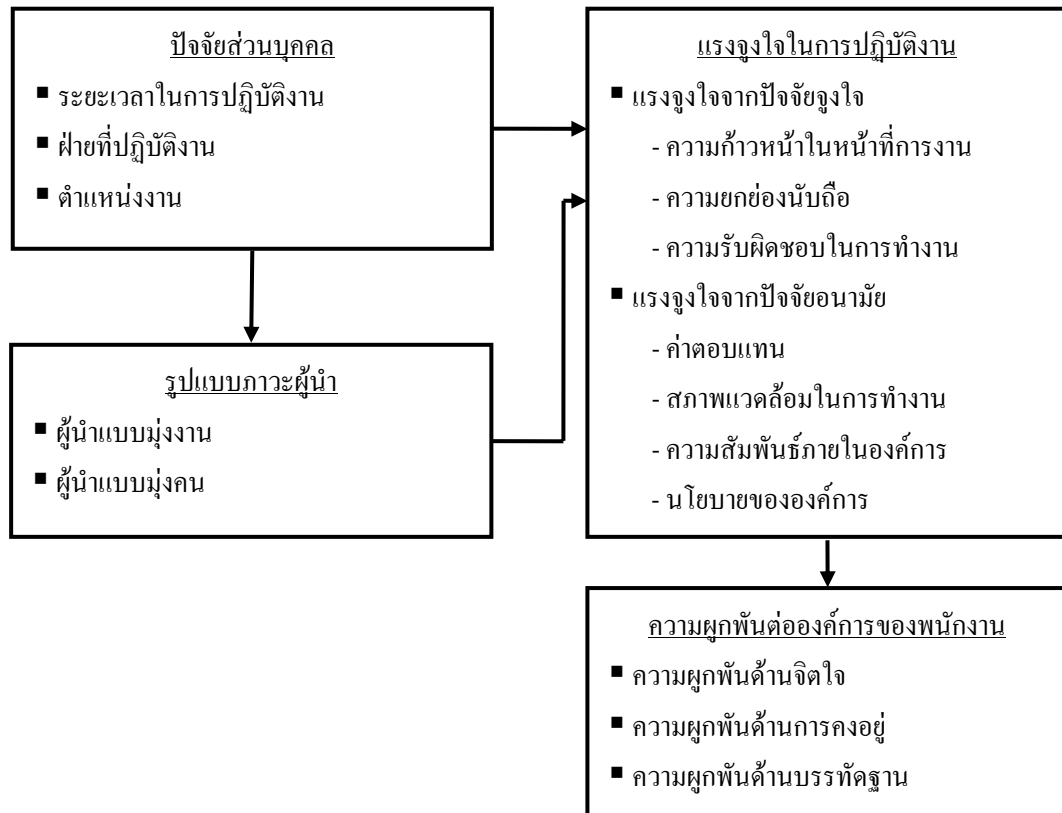 ปัจจัยส่วนบุคคล
■ ระยะเวลาในการปฏิบัติงาน
■ ฝ่ายที่ปฏิบัติงาน
■ ตำแหน่งงาน
รูปแบบภาวะผู้นำ
■ ผู้นำแบบมุ่งงาน
■ ผู้นำแบบมุ่งคน
แรงจูงใจในการปฏิบัติงาน
■ แรงจูงใจจากปัจจัยจูงใจ
- ความก้าวหน้าในหน้าที่การงาน
- ความยกย่องนับถือ
- ความรับผิดชอบในการทำงาน
■ แรงจูงใจจากปัจจัยอนามัย
- ค่าตอบแทน
- สภาพแวดล้อมในการทำงาน
- ความสัมพันธ์ภายในองค์การ
- นโยบายขององค์การ
ความผูกพันต่อองค์การของพนักงาน
■ ความผูกพันด้านจิตใจ
■ ความผูกพันด้านการคงอยู่
■ ความผูกพันด้านบรรทัดฐาน